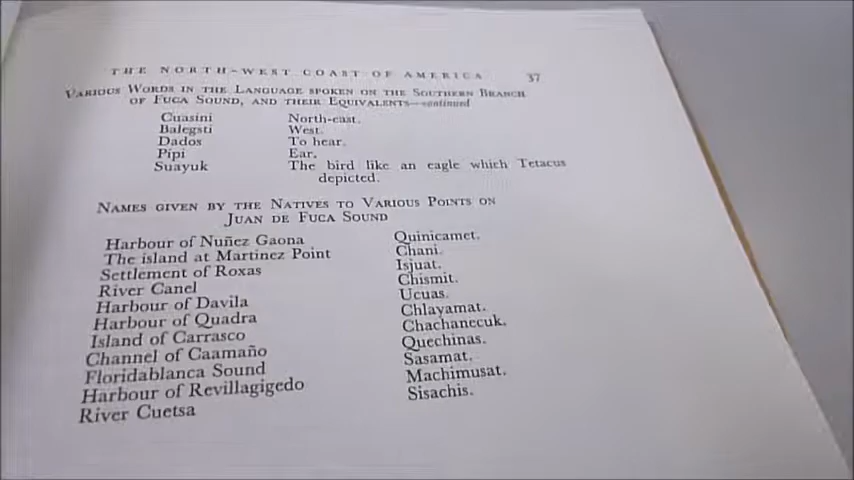 THE NORTH-WEST COAST OF AMERICA 37
VARIOUS WORDS IN THE LANGUAGE SPOKEN ON THE SOUTHERN BRANCH
OF FUCA SOUND, AND THEIR EQUIVALENTS—continued
Cuasini North-east.
Balegsti West.
Dados To hear.
Pipi Ear.
Suayuk The bird like an eagle which Tetacus
depicted.
NAMES GIVEN BY THE NATIVES TO VARIOUS POINTS ON
JUAN DE FUCA SOUND
Harbour of Nuñez Gaona Quinicamet.
The island at Martinez Point Chani.
Settlement of Roxas Isjuat.
River Canel Chismit.
Harbour of Davila Ucuas.
Harbour of Quadra Chlayamat.
Island of Carrasco Chachanecuk.
Channel of Caamaño Quechinas.
Floridablanca Sound Sasamat.
Harbour of Revillagigedo Machimusat.
River Cuetsa Sisachis.